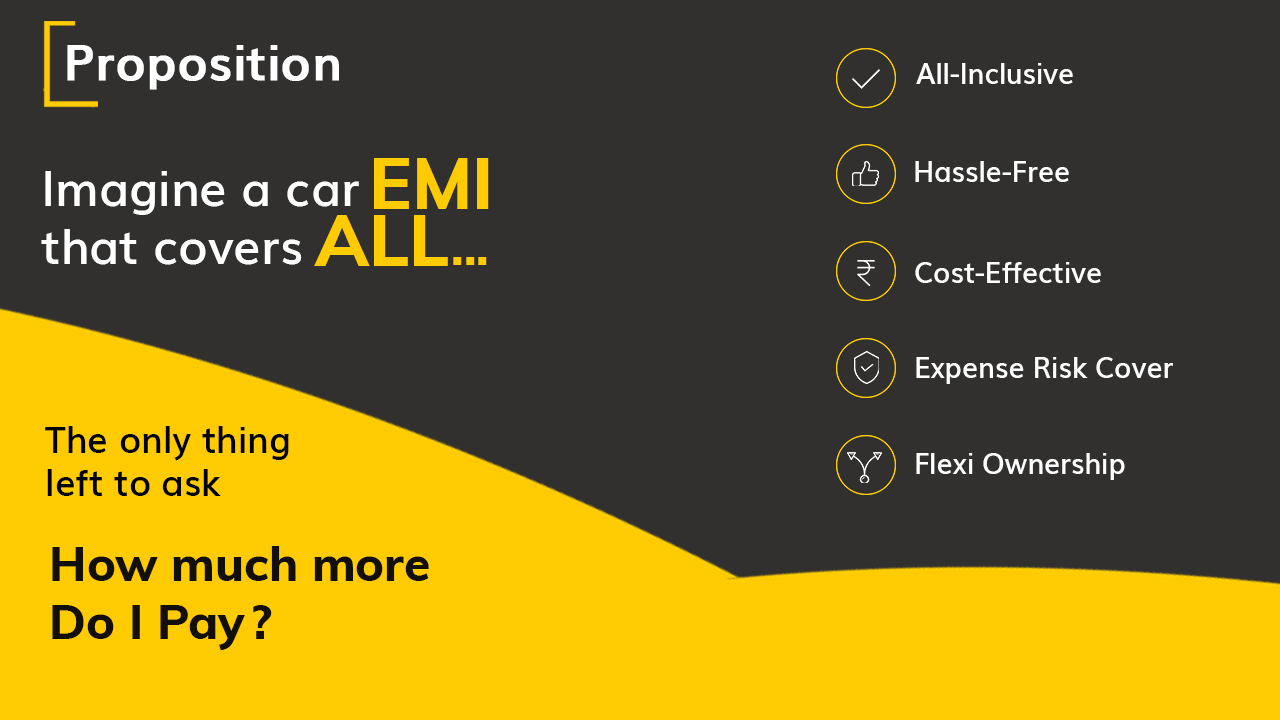 Proposition
Imagine a car EMI
that covers ALL...
The only thing
left to ask
How much more
Do I Pay?
All-Inclusive
Hassle-Free
₹
Cost-Effective
Expense Risk Cover
Flexi Ownership